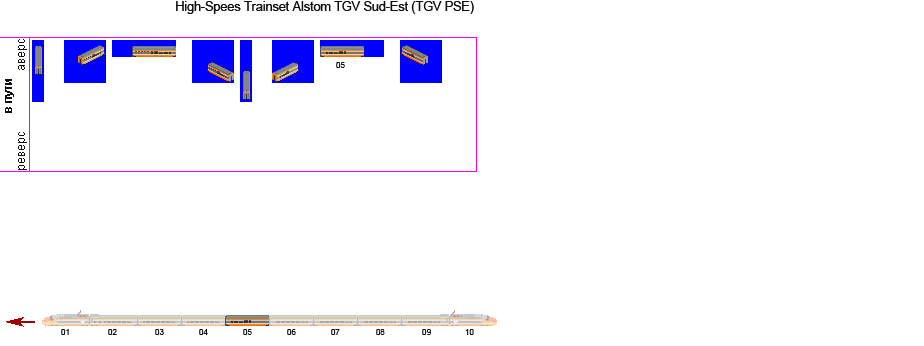 High-Spees Trainset Alstom TGV Sud-Est (TGV PSE)
аверс
в пути
реверс
05
01 02 03 04 05 06 07 08 09 10